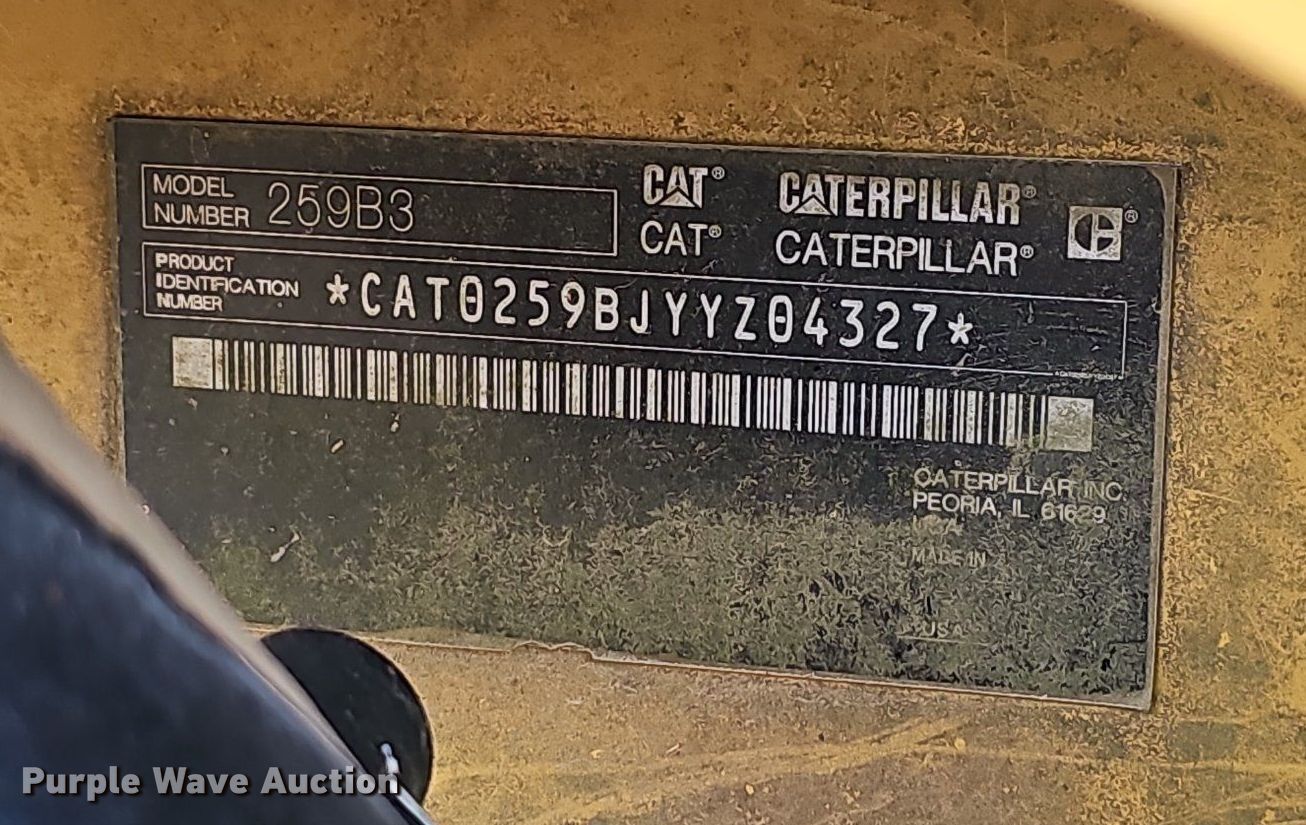 MODEL
NUMBER 259B3
CAT® CATERPILLAR®
CAT® CATERPILLAR®
PRODUCT
IDENTIFICATION
NUMBER
*CAT0259BJYYZ04327*
CATERPILLAR INC.
PEORIA, IL 61629
USA
MADE IN
USA
Purple Wave Auction